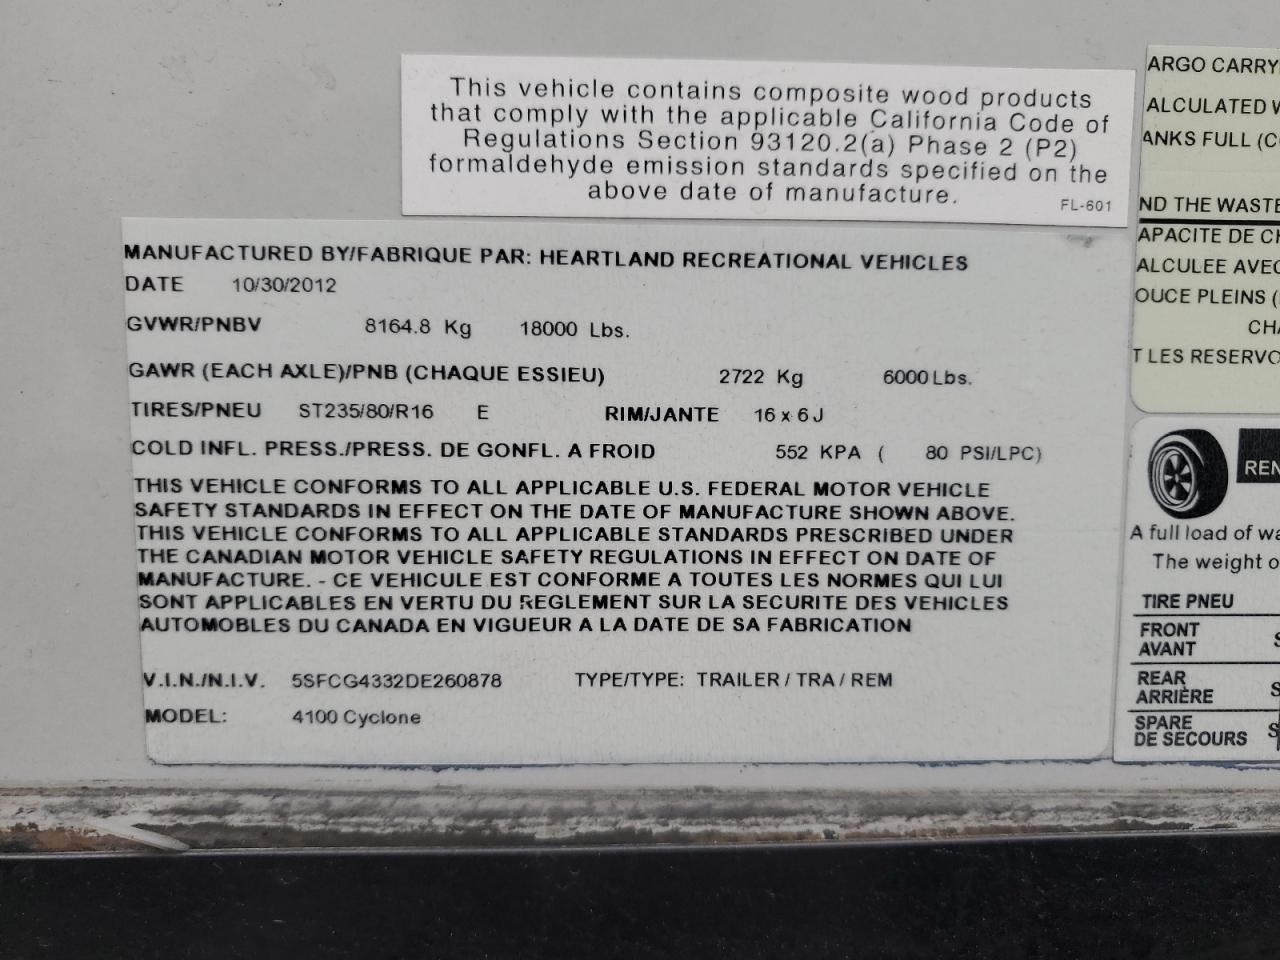 This vehicle contains composite wood products
that comply with the applicable California Code of
Regulations Section 93120.2(a) Phase 2 (P2)
formaldehyde emission standards specified on the
above date of manufacture.
FL-601
MANUFACTURED BY/FABRIQUE PAR: HEARTLAND RECREATIONAL VEHICLES
DATE 10/30/2012
GVWR/PNBV 8164.8 Kg 18000 Lbs.
GAWR (EACH AXLE)/PNB (CHAQUE ESSIEU) 2722 Kg 6000 Lbs.
TIRES/PNEU ST235/80/R16 E RIM/JANTE 16 x 6 J
COLD INFL. PRESS./PRESS. DE GONFL. A FROID 552 KPA ( 80 PSI/LPC)
THIS VEHICLE CONFORMS TO ALL APPLICABLE U.S. FEDERAL MOTOR VEHICLE
SAFETY STANDARDS IN EFFECT ON THE DATE OF MANUFACTURE SHOWN ABOVE.
THIS VEHICLE CONFORMS TO ALL APPLICABLE STANDARDS PRESCRIBED UNDER
THE CANADIAN MOTOR VEHICLE SAFETY REGULATIONS IN EFFECT ON DATE OF
MANUFACTURE. - CE VEHICULE EST CONFORME A TOUTES LES NORMES QUI LUI
SONT APPLICABLES EN VERTU DU REGLEMENT SUR LA SECURITE DES VEHICLES
AUTOMOBLES DU CANADA EN VIGUEUR A LA DATE DE SA FABRICATION
V.I.N./N.I.V. 5SFCG4332DE260878 TYPE/TYPE: TRAILER / TRA / REM
MODEL: 4100 Cyclone
ARGO CARRY
ALCULATED W
ANKS FULL (C
ND THE WASTE
APACITE DE CH
ALCULEE AVEC
OUCE PLEINS (
CHA
T LES RESERVO
REN
A full load of wa
The weight o
TIRE PNEU
FRONT
AVANT
REAR
ARRIÈRE
SPARE
DE SECOURS